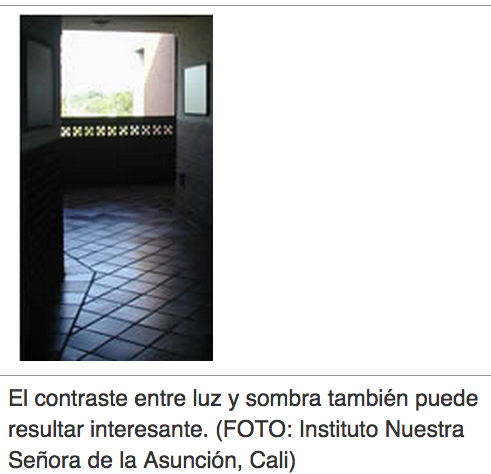 El contraste entre luz y sombra también puede
resultar interesante. (FOTO: Instituto Nuestra
Señora de la Asunción, Cali)